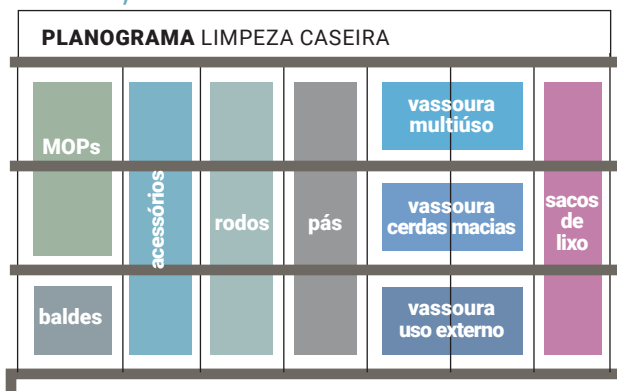 PLANOGRAMA LIMPEZA CASEIRA
MOPs
baldes
acessórios
rodos
pás
vassoura
multiúso
vassoura
cerdas macias
vassoura
uso externo
sacos
de
lixo